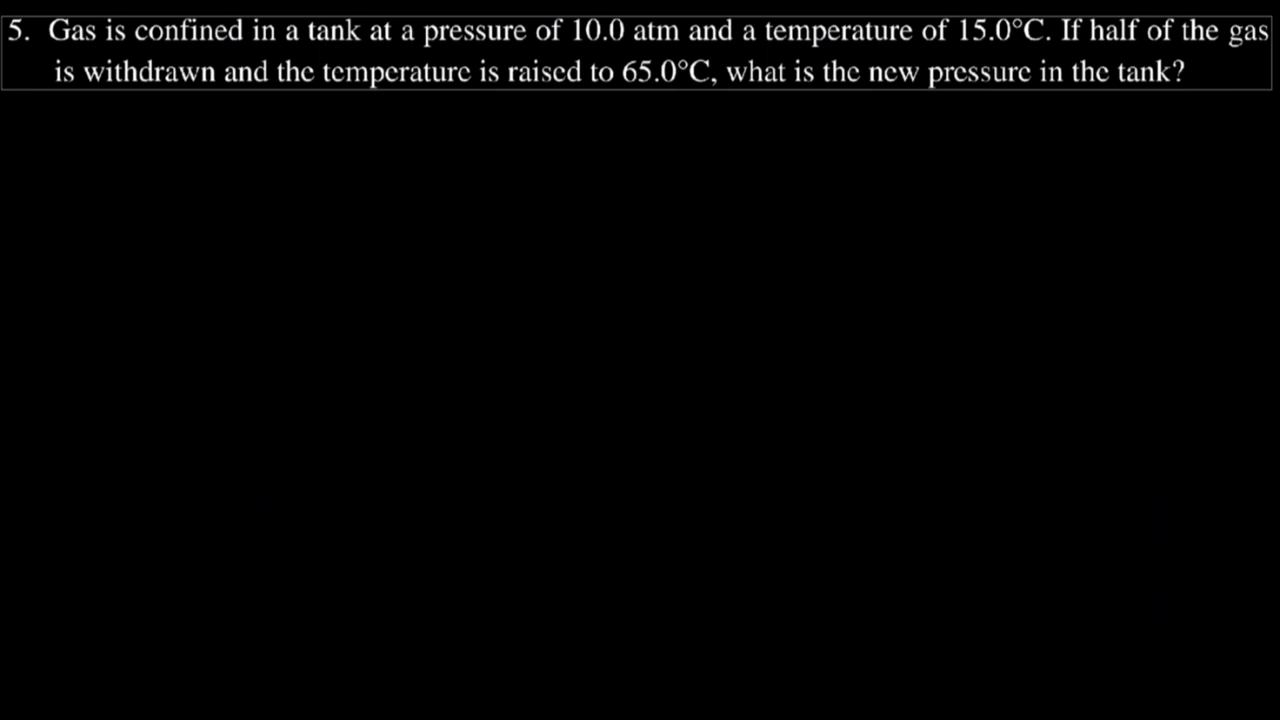 5. Gas is confined in a tank at a pressure of 10.0 atm and a temperature of 15.0°C. If half of the gas
is withdrawn and the temperature is raised to 65.0°C, what is the new pressure in the tank?